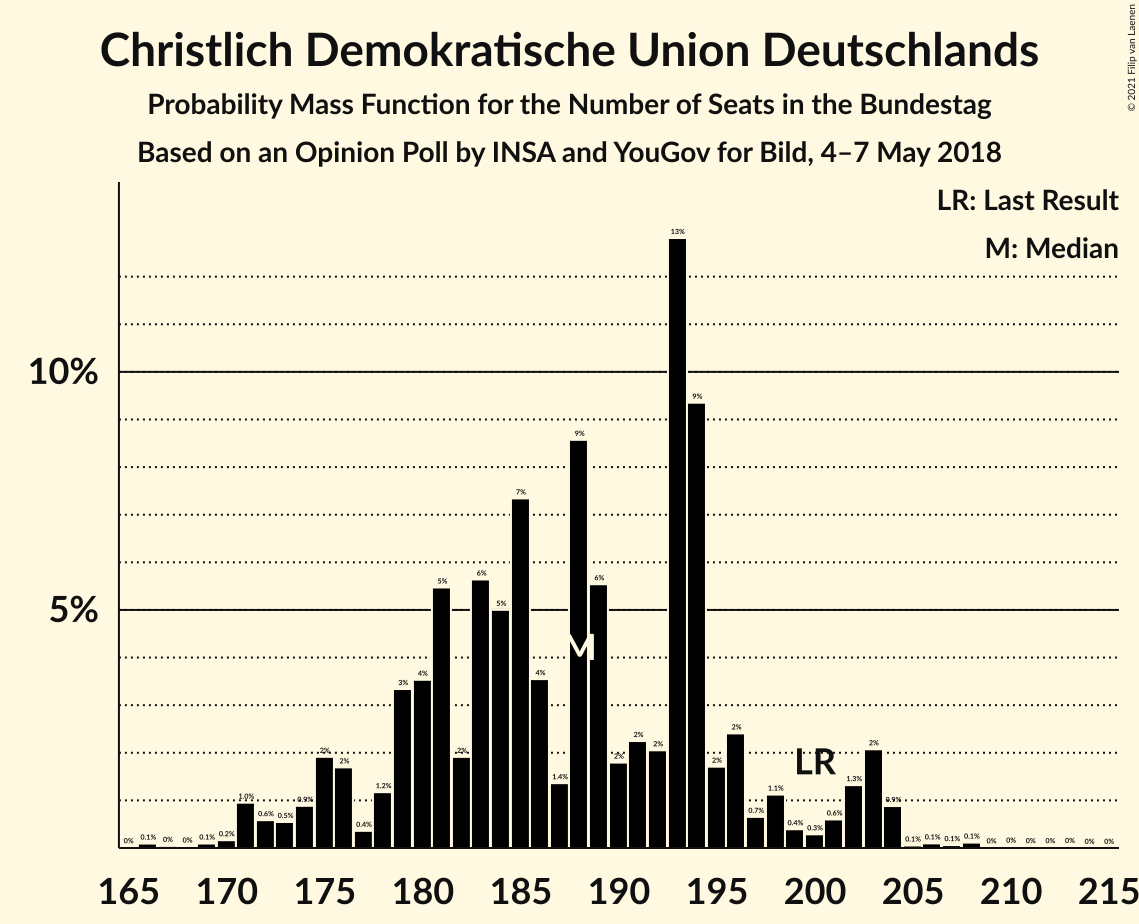 Christlich Demokratische Union Deutschlands
Probability Mass Function for the Number of Seats in the Bundestag
Based on an Opinion Poll by INSA and YouGov for Bild, 4–7 May 2018
© 2021 Filip van Laenen
LR: Last Result
M: Median
10%
5%
0% 0.1% 0% 0% 0.1% 0.2% 1.0% 0.6% 0.5% 0.9% 2% 2% 0.4% 1.2% 3% 4% 5% 2% 6% 5% 7% 4% 1.4% 9% 6% 2% 2% 2% 13% 9% 2% 2% 0.7% 1.1% 0.4% 0.3% 0.6% 1.3% 2% 0.9% 0.1% 0.1% 0.1% 0.1% 0% 0% 0% 0% 0% 0% 0%
M
LR
165 170 175 180 185 190 195 200 205 210 215